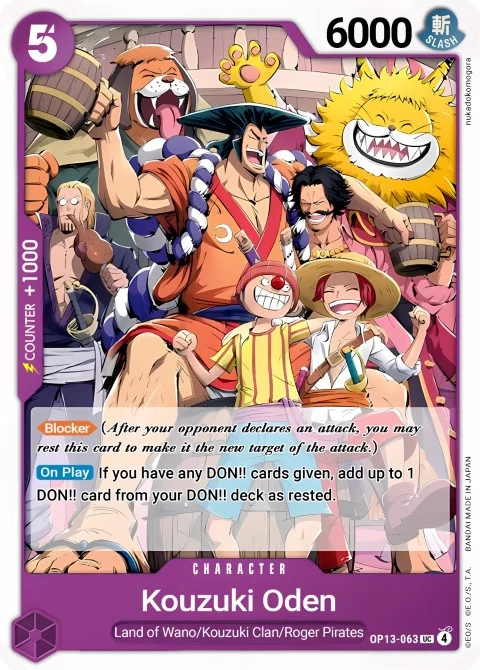 5
6000
斬
SLASH
nukadokomogora
COUNTER +1000
Blocker (After your opponent declares an attack, you may
rest this card to make it the new target of the attack.)
On Play If you have any DON!! cards given, add up to 1
DON!! card from your DON!! deck as rested.
CHARACTER
Kouzuki Oden
Land of Wano/Kouzuki Clan/Roger Pirates
OP13-063 UC 4
©E.O/S ©E.O./S., T.A. BANDAI MADE IN JAPAN